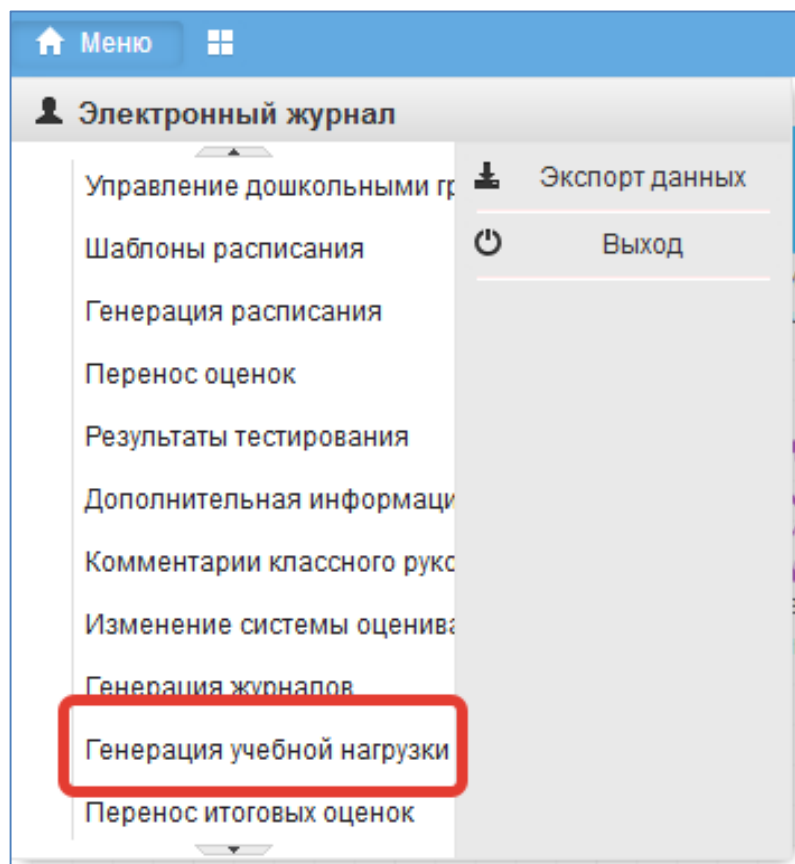 Меню
Электронный журнал
Управление дошкольными гр
Шаблоны расписания
Генерация расписания
Перенос оценок
Результаты тестирования
Дополнительная информаци
Комментарии классного руко
Изменение системы оценива
Генерация журналов
Генерация учебной нагрузки
Перенос итоговых оценок
Экспорт данных
Выход